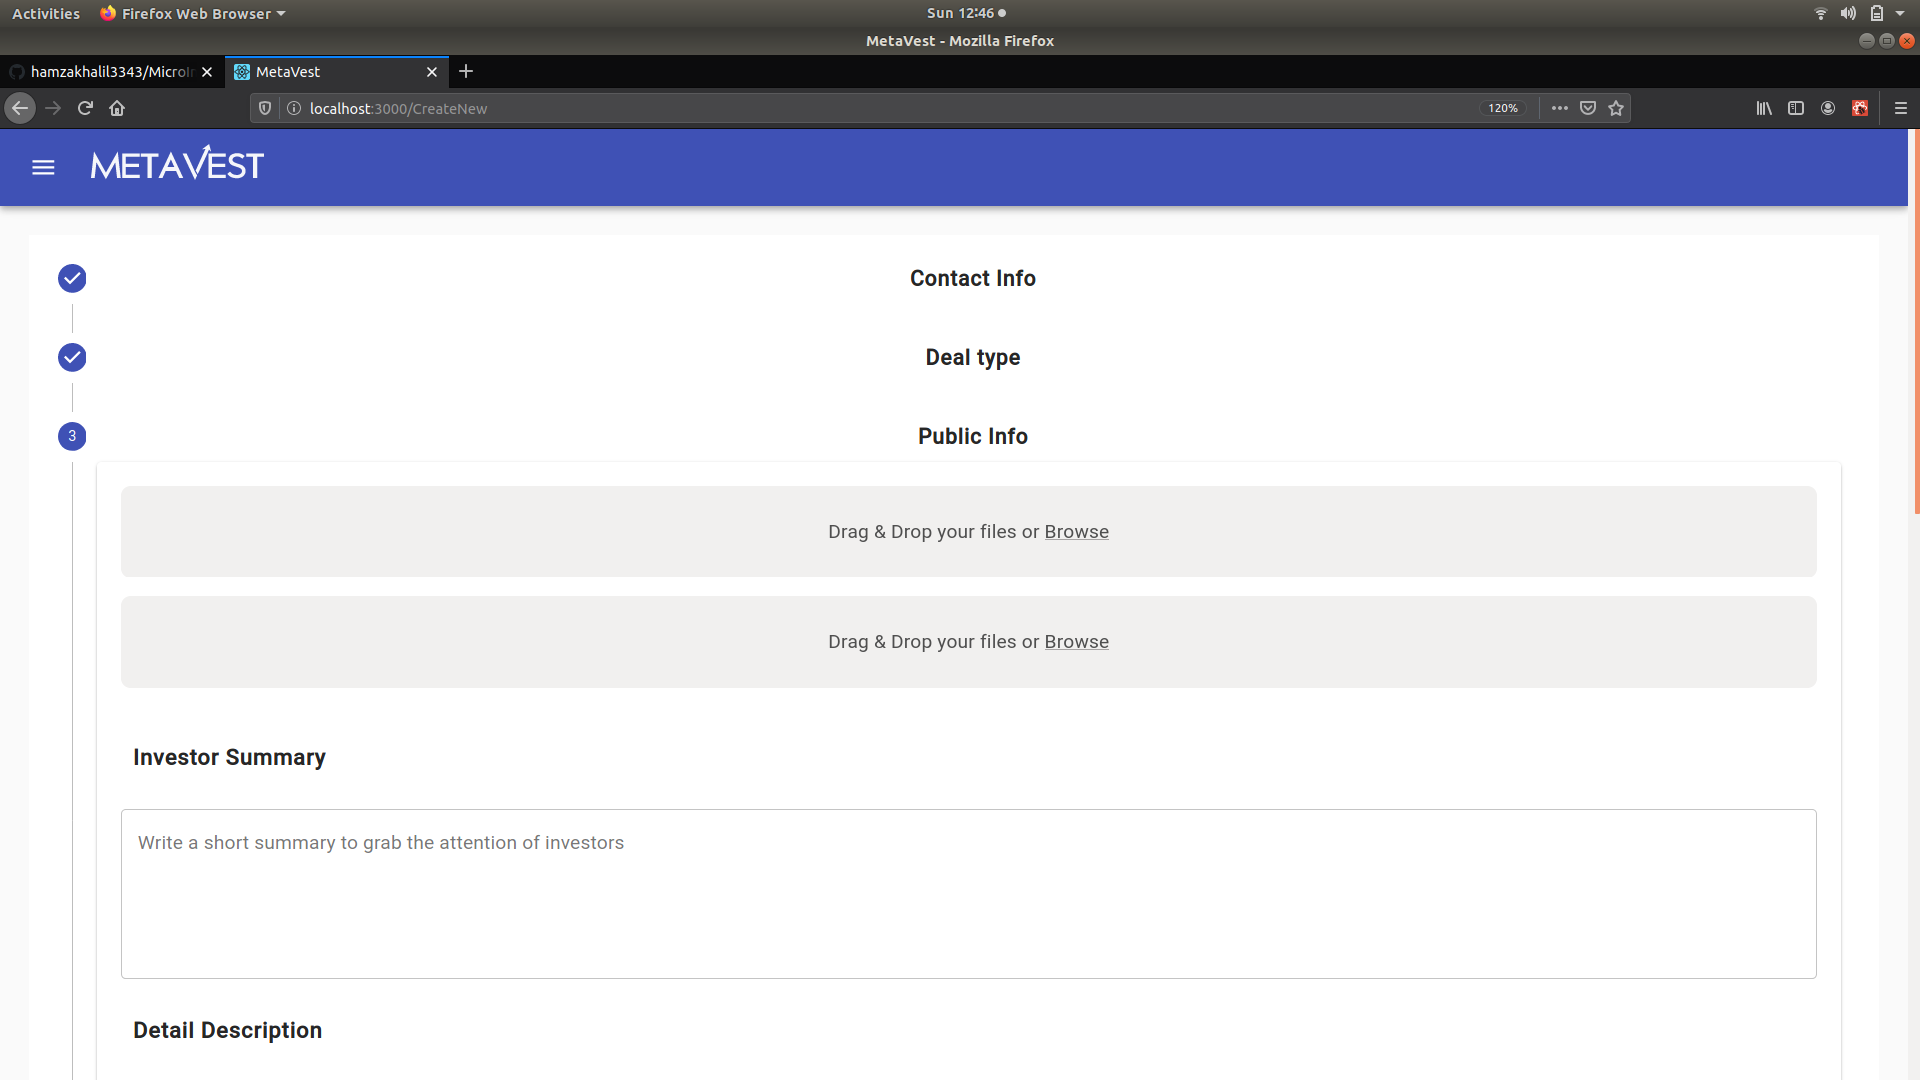 Activities Firefox Web Browser Sun 12:46
MetaVest - Mozilla Firefox
hamzakhalil3343/MicroIn MetaVest
localhost:3000/CreateNew 120%
METAVEST
Contact Info
Deal type
3 Public Info
Drag & Drop your files or Browse
Drag & Drop your files or Browse
Investor Summary
Write a short summary to grab the attention of investors
Detail Description